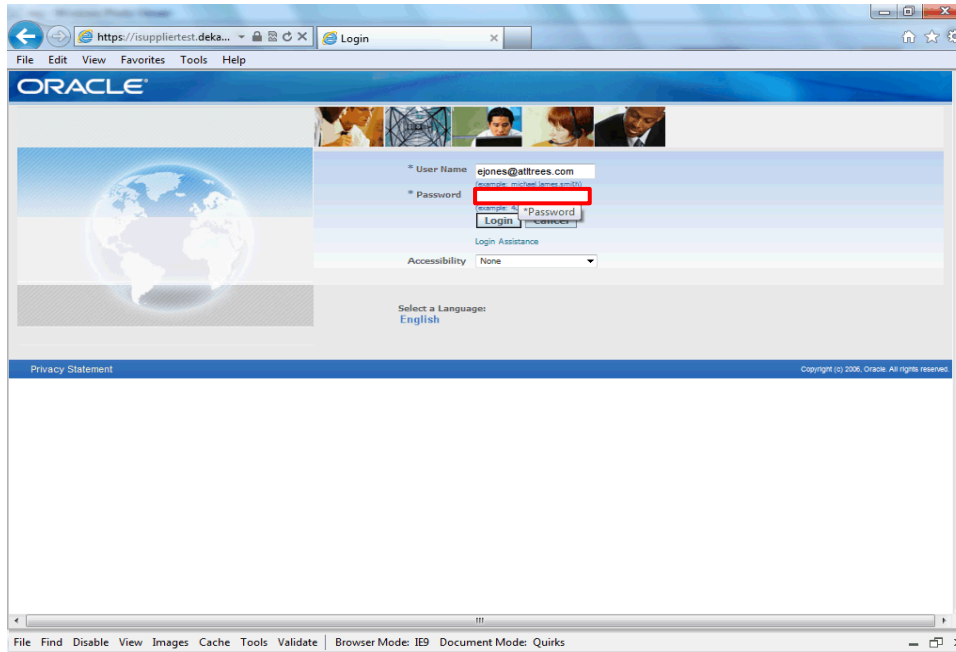 https://isuppliertest.deka...
Login
File Edit View Favorites Tools Help
ORACLE
* User Name ejones@atltrees.com
(example: michael.james.smith)
* Password
(example:
*Password
Login Cancel
Login Assistance
Accessibility None
Select a Language:
English
Privacy Statement Copyright (c) 2006, Oracle. All rights reserved.
File Find Disable View Images Cache Tools Validate Browser Mode: IE9 Document Mode: Quirks